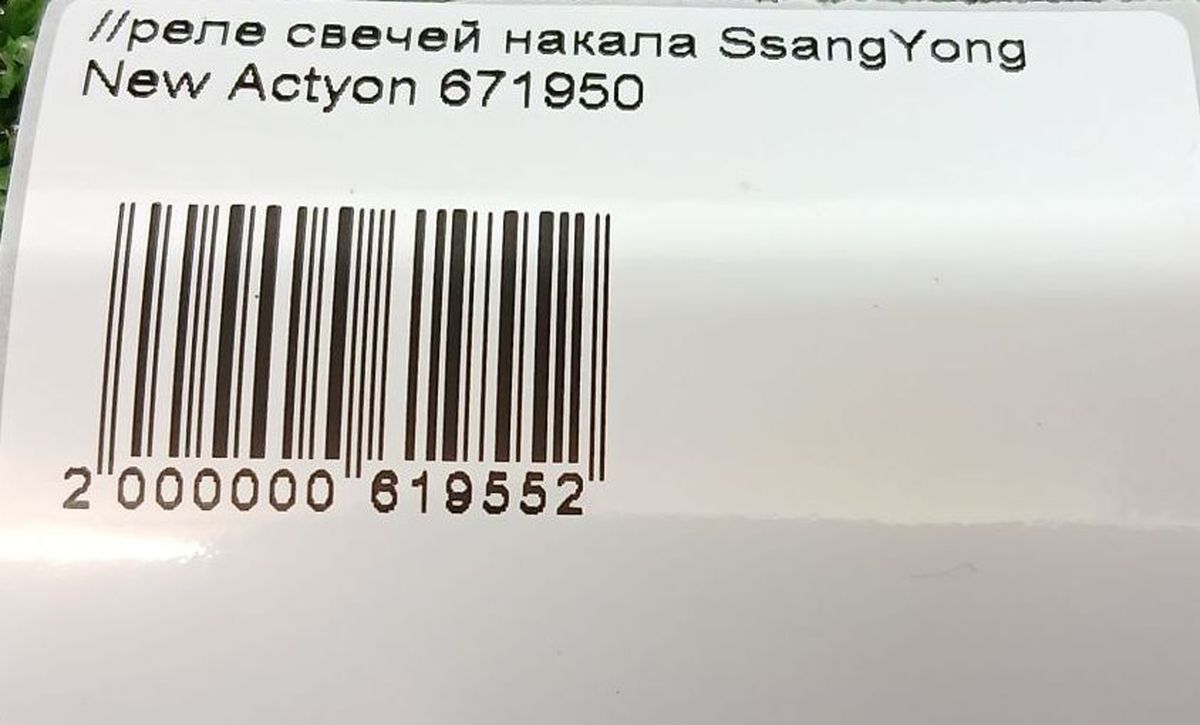 //реле свечей накала SsangYong
New Actyon 671950
2 000000 619552